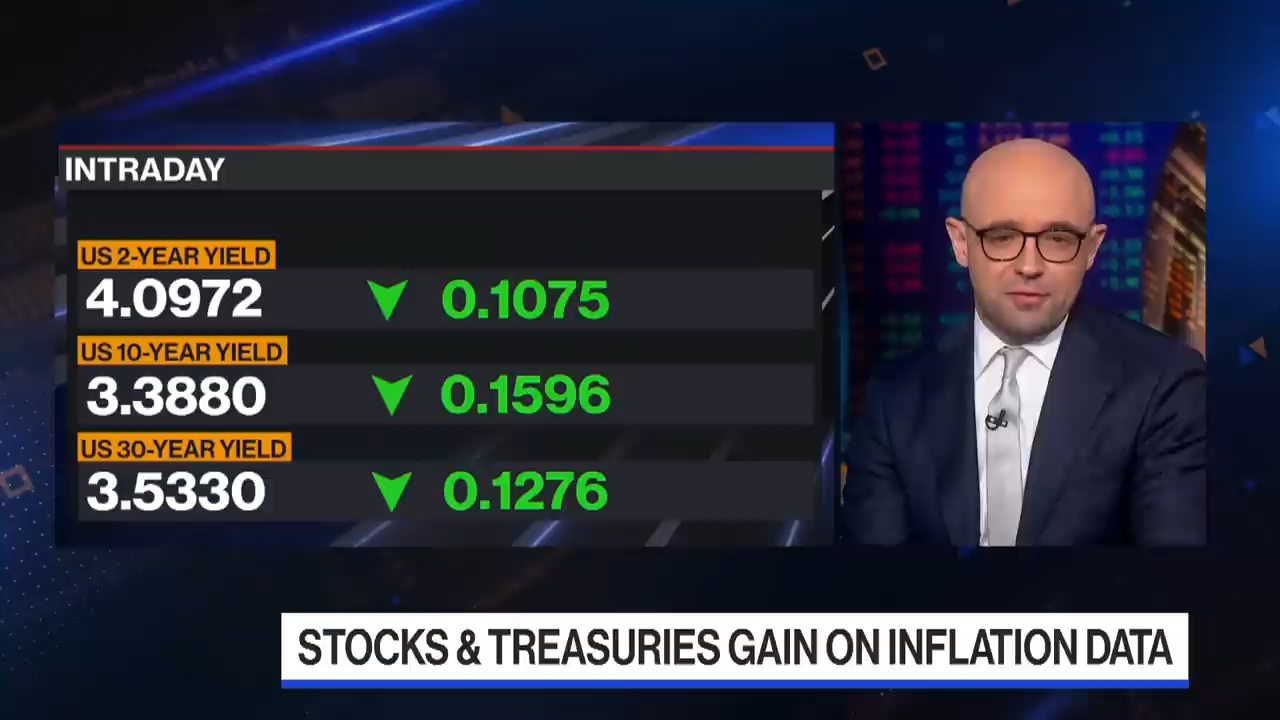 INTRADAY
US 2-YEAR YIELD
4.0972 ▼ 0.1075
US 10-YEAR YIELD
3.3880 ▼ 0.1596
US 30-YEAR YIELD
3.5330 ▼ 0.1276
STOCKS & TREASURIES GAIN ON INFLATION DATA